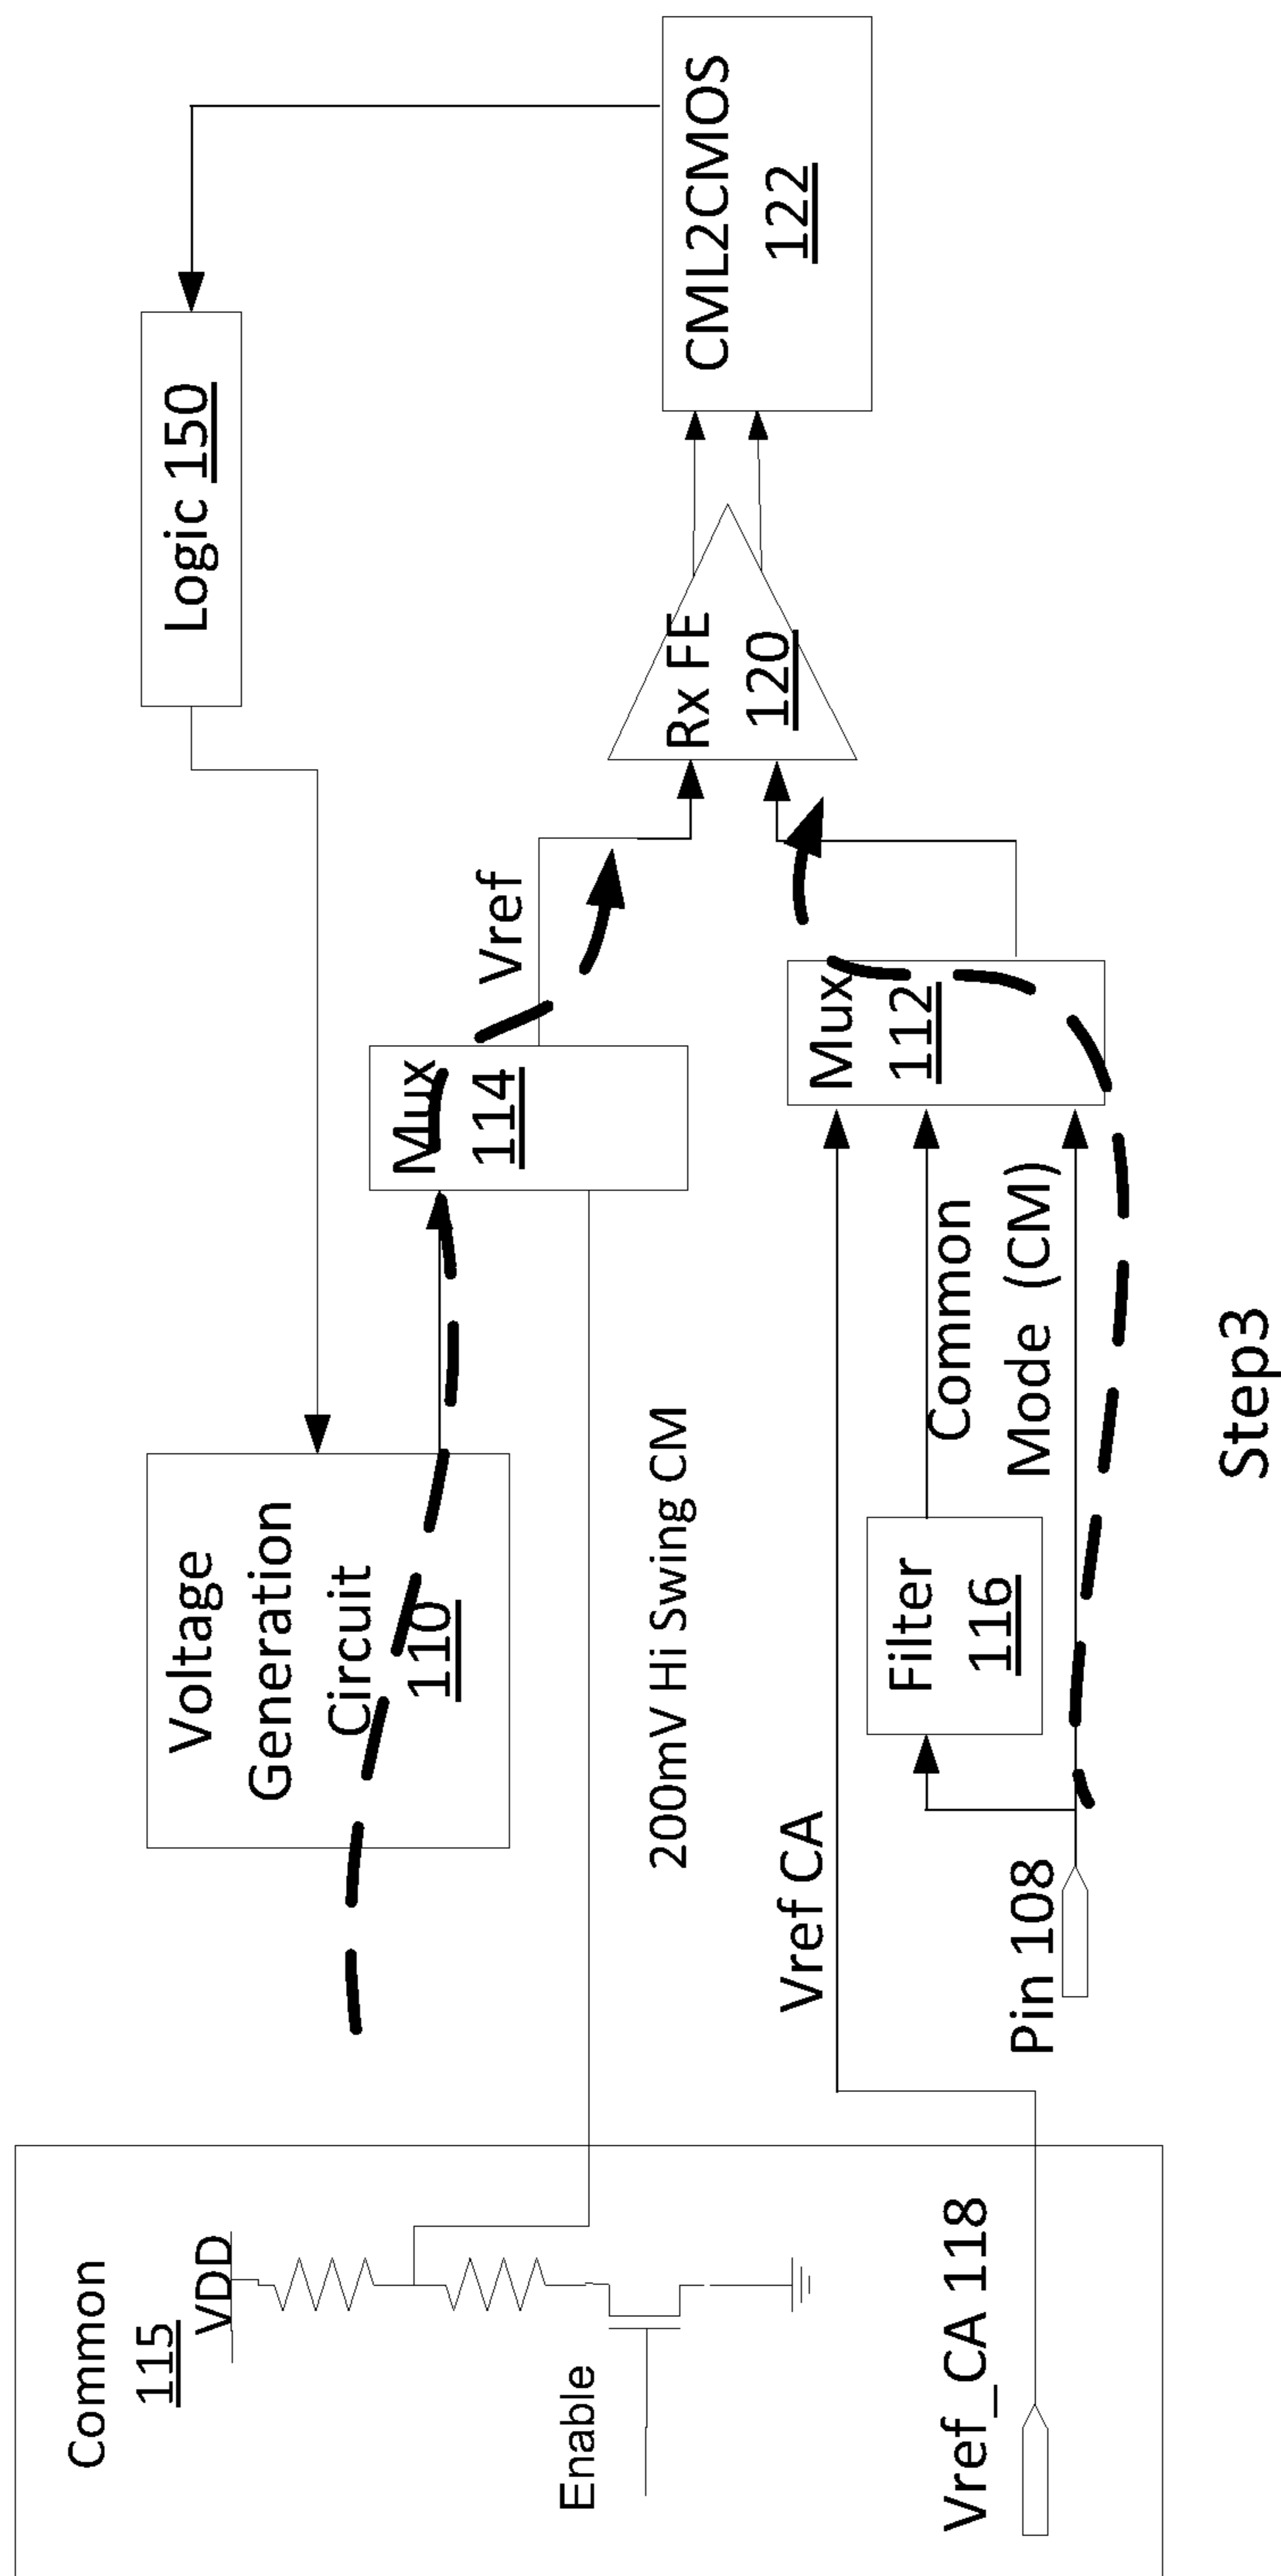 Common
115
VDD
Enable
Vref_CA 118
Voltage
Generation
Circuit
110
200mV Hi Swing CM
Vref CA
Pin 108
Filter
116
Common
Mode (CM)
Mux
114
Mux
112
Vref
Rx FE
120
Logic 150
CML2CMOS
122
Step3